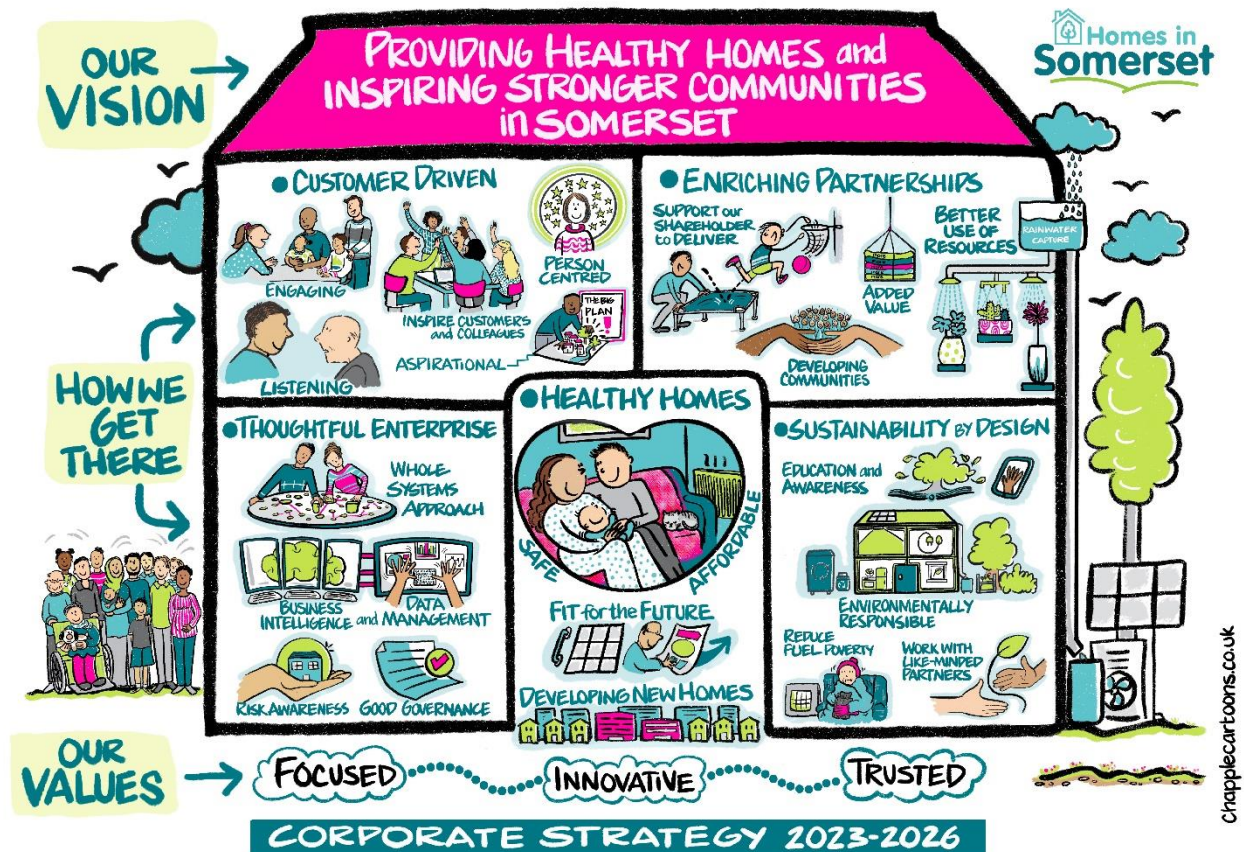 OUR
VISION
PROVIDING HEALTHY HOMES and
INSPIRING STRONGER COMMUNITIES
in SOMERSET
Homes in
Somerset
HOW WE
GET
THERE
CUSTOMER DRIVEN
ENGAGING
INSPIRE CUSTOMERS
and COLLEAGUES
PERSON
CENTRED
THE BIG
PLAN
!
LISTENING
ASPIRATIONAL
ENRICHING PARTNERSHIPS
SUPPORT our
SHAREHOLDER
to DELIVER
ADDED
VALUE
BETTER
USE OF
RESOURCES
RAINWATER
CAPTURE
DEVELOPING
COMMUNITIES
THOUGHTFUL ENTERPRISE
WHOLE
SYSTEMS
APPROACH
BUSINESS
INTELLIGENCE and
DATA
MANAGEMENT
RISK AWARENESS
GOOD GOVERNANCE
HEALTHY HOMES
SAFE
AFFORDABLE
FIT for the FUTURE
DEVELOPING NEW HOMES
SUSTAINABILITY BY DESIGN
EDUCATION and
AWARENESS
ENVIRONMENTALLY
RESPONSIBLE
REDUCE
FUEL POVERTY
WORK WITH
LIKE-MINDED
PARTNERS
OUR
VALUES
FOCUSED
INNOVATIVE
TRUSTED
CORPORATE STRATEGY 2023-2026
chapplecartoons.co.uk